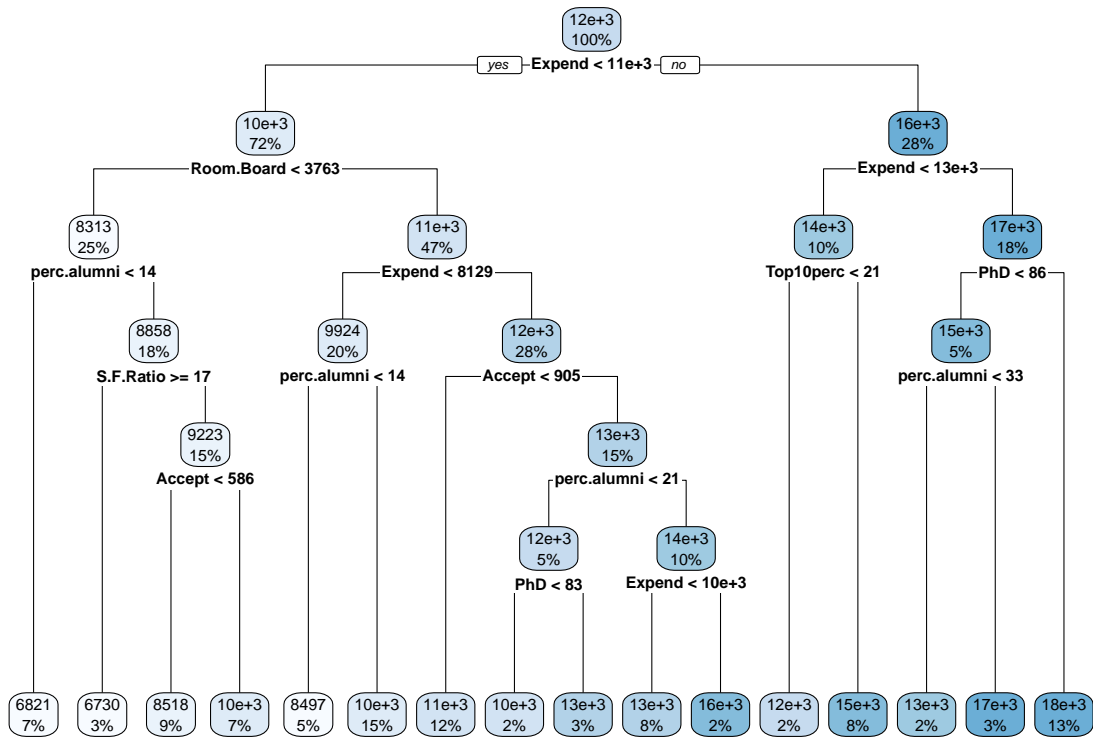 12e+3
100%
yes Expend < 11e+3 no
10e+3
72%
Room.Board < 3763
16e+3
28%
Expend < 13e+3
8313
25%
perc.alumni < 14
11e+3
47%
Expend < 8129
14e+3
10%
Top10perc < 21
17e+3
18%
PhD < 86
8858
18%
S.F.Ratio >= 17
9924
20%
perc.alumni < 14
12e+3
28%
Accept < 905
15e+3
5%
perc.alumni < 33
9223
15%
Accept < 586
13e+3
15%
perc.alumni < 21
12e+3
5%
PhD < 83
14e+3
10%
Expend < 10e+3
6821
7%
6730
3%
8518
9%
10e+3
7%
8497
5%
10e+3
15%
11e+3
12%
10e+3
2%
13e+3
3%
13e+3
8%
16e+3
2%
12e+3
2%
15e+3
8%
13e+3
2%
17e+3
3%
18e+3
13%